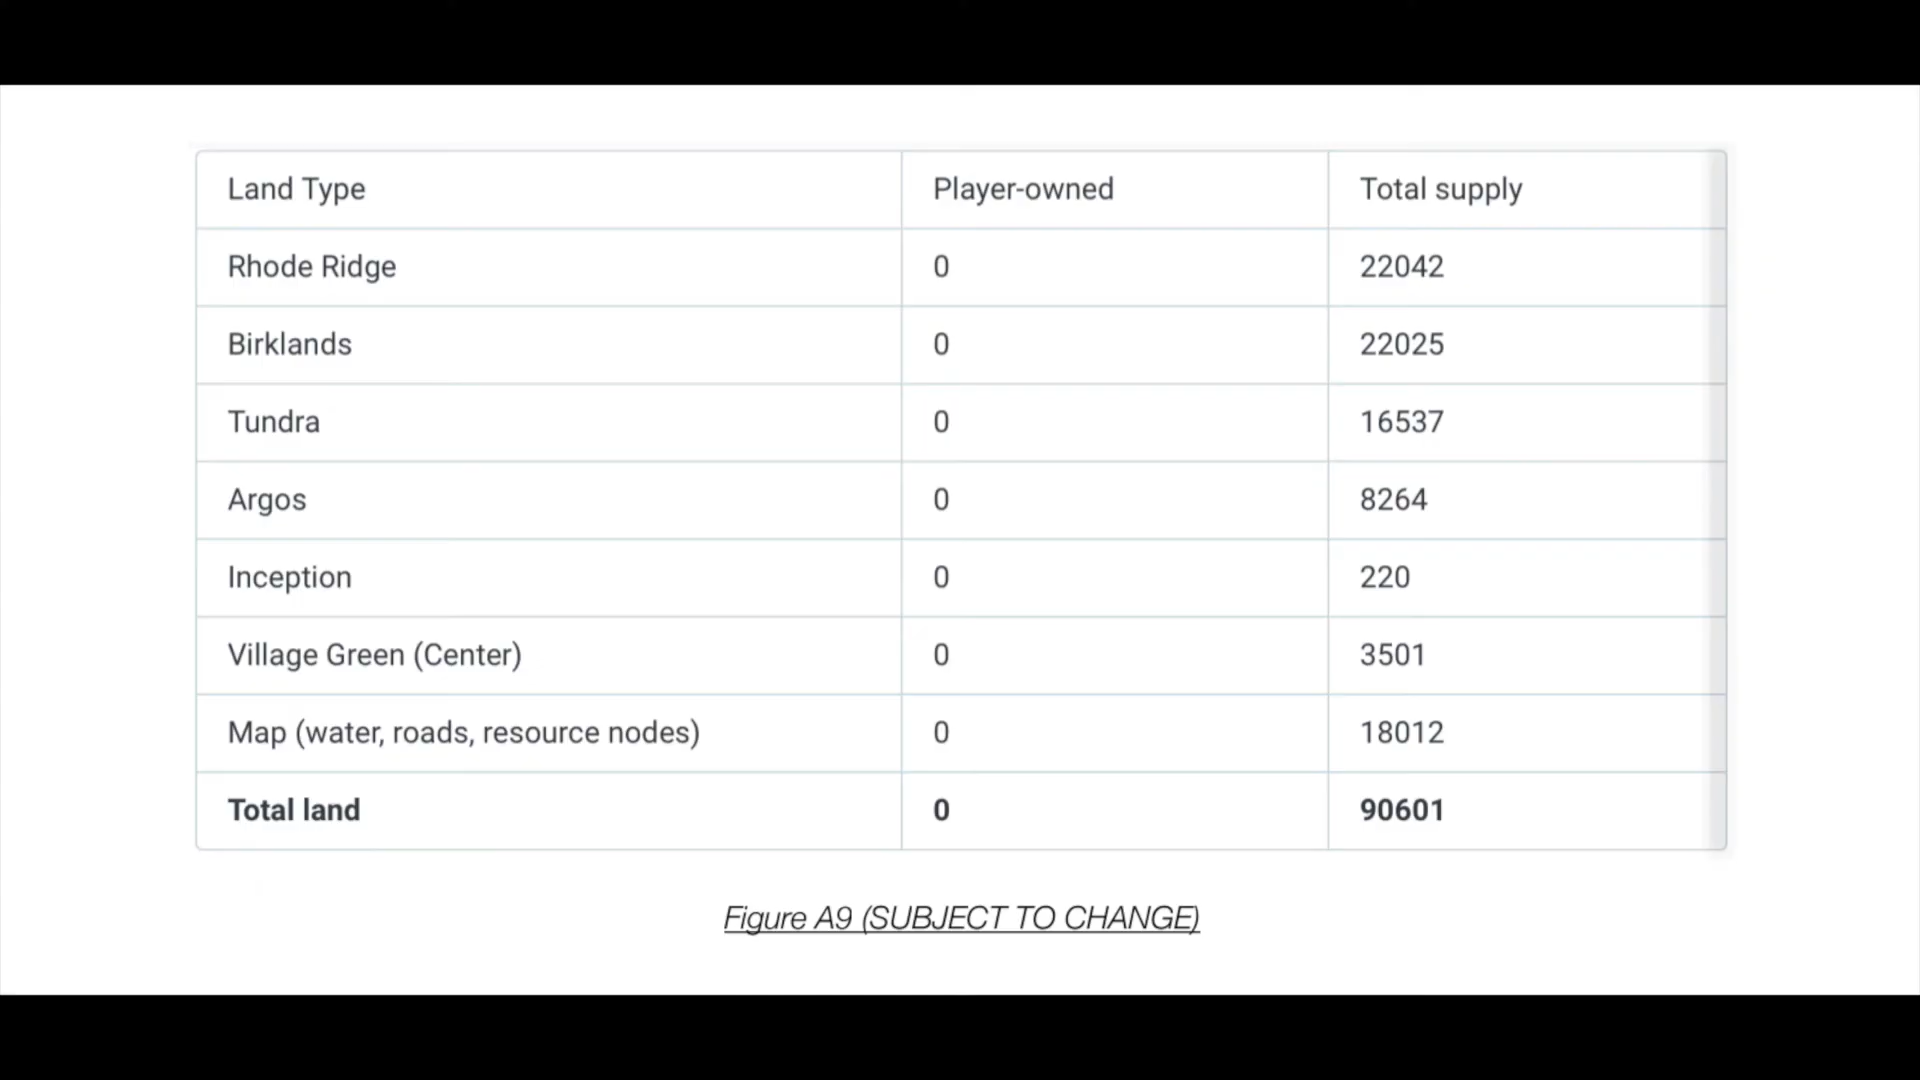 Land Type Player-owned Total supply
Rhode Ridge 0 22042
Birklands 0 22025
Tundra 0 16537
Argos 0 8264
Inception 0 220
Village Green (Center) 0 3501
Map (water, roads, resource nodes) 0 18012
Total land 0 90601
Figure A9 (SUBJECT TO CHANGE)